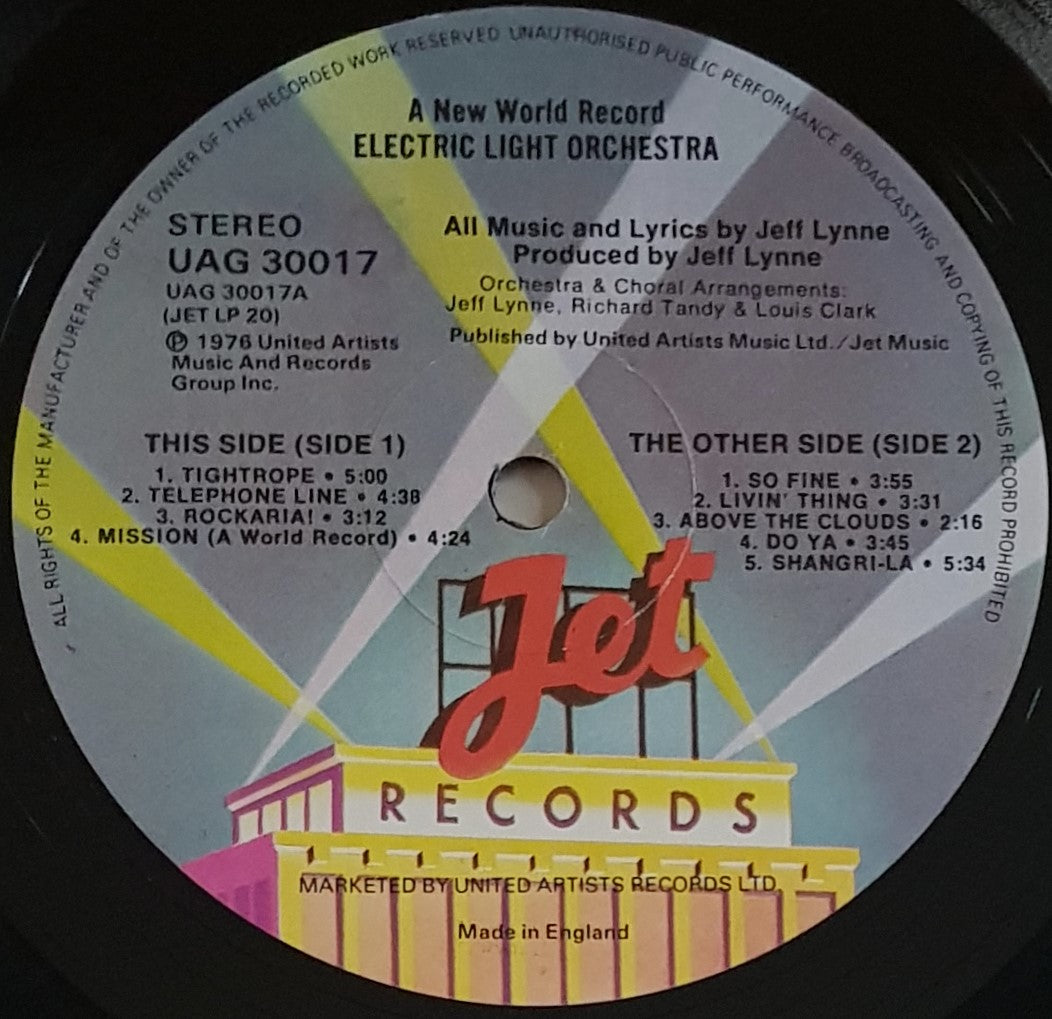 ALL RIGHTS OF THE MANUFACTURER AND OF THE OWNER OF THE RECORDED WORK RESERVED UNAUTHORISED PUBLIC PERFORMANCE BROADCASTING AND COPYING OF THIS RECORD PROHIBITED
A New World Record
ELECTRIC LIGHT ORCHESTRA
STEREO
UAG 30017
UAG 30017A
(JET LP 20)
℗ 1976 United Artists
Music And Records
Group Inc.
All Music and Lyrics by Jeff Lynne
Produced by Jeff Lynne
Orchestra & Choral Arrangements:
Jeff Lynne, Richard Tandy & Louis Clark
Published by United Artists Music Ltd./Jet Music
THIS SIDE (SIDE 1)
1. TIGHTROPE • 5:00
2. TELEPHONE LINE • 4:38
3. ROCKARIA! • 3:12
4. MISSION (A World Record) • 4:24
THE OTHER SIDE (SIDE 2)
1. SO FINE • 3:55
2. LIVIN' THING • 3:31
3. ABOVE THE CLOUDS • 2:16
4. DO YA • 3:45
5. SHANGRI-LA • 5:34
Jet
RECORDS
MARKETED BY UNITED ARTISTS RECORDS LTD.
Made in England